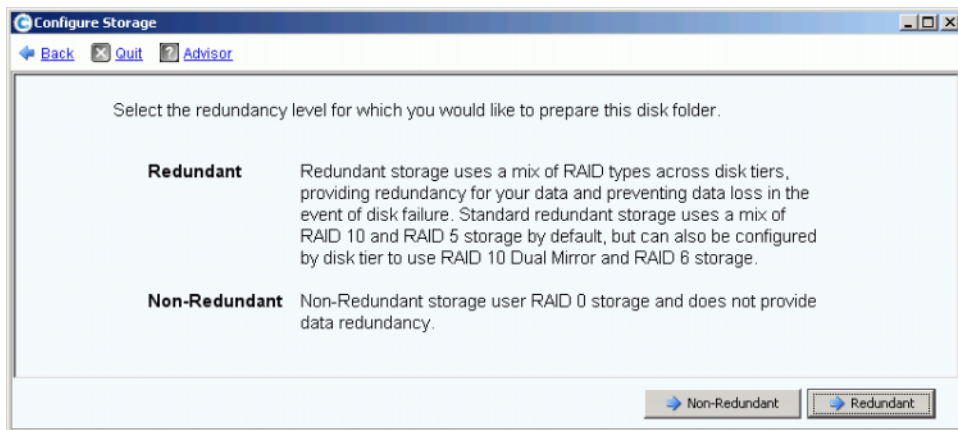 Configure Storage
Back Quit Advisor
Select the redundancy level for which you would like to prepare this disk folder.
Redundant
Redundant storage uses a mix of RAID types across disk tiers,
providing redundancy for your data and preventing data loss in the
event of disk failure. Standard redundant storage uses a mix of
RAID 10 and RAID 5 storage by default, but can also be configured
by disk tier to use RAID 10 Dual Mirror and RAID 6 storage.
Non-Redundant
Non-Redundant storage user RAID 0 storage and does not provide
data redundancy.
Non-Redundant Redundant